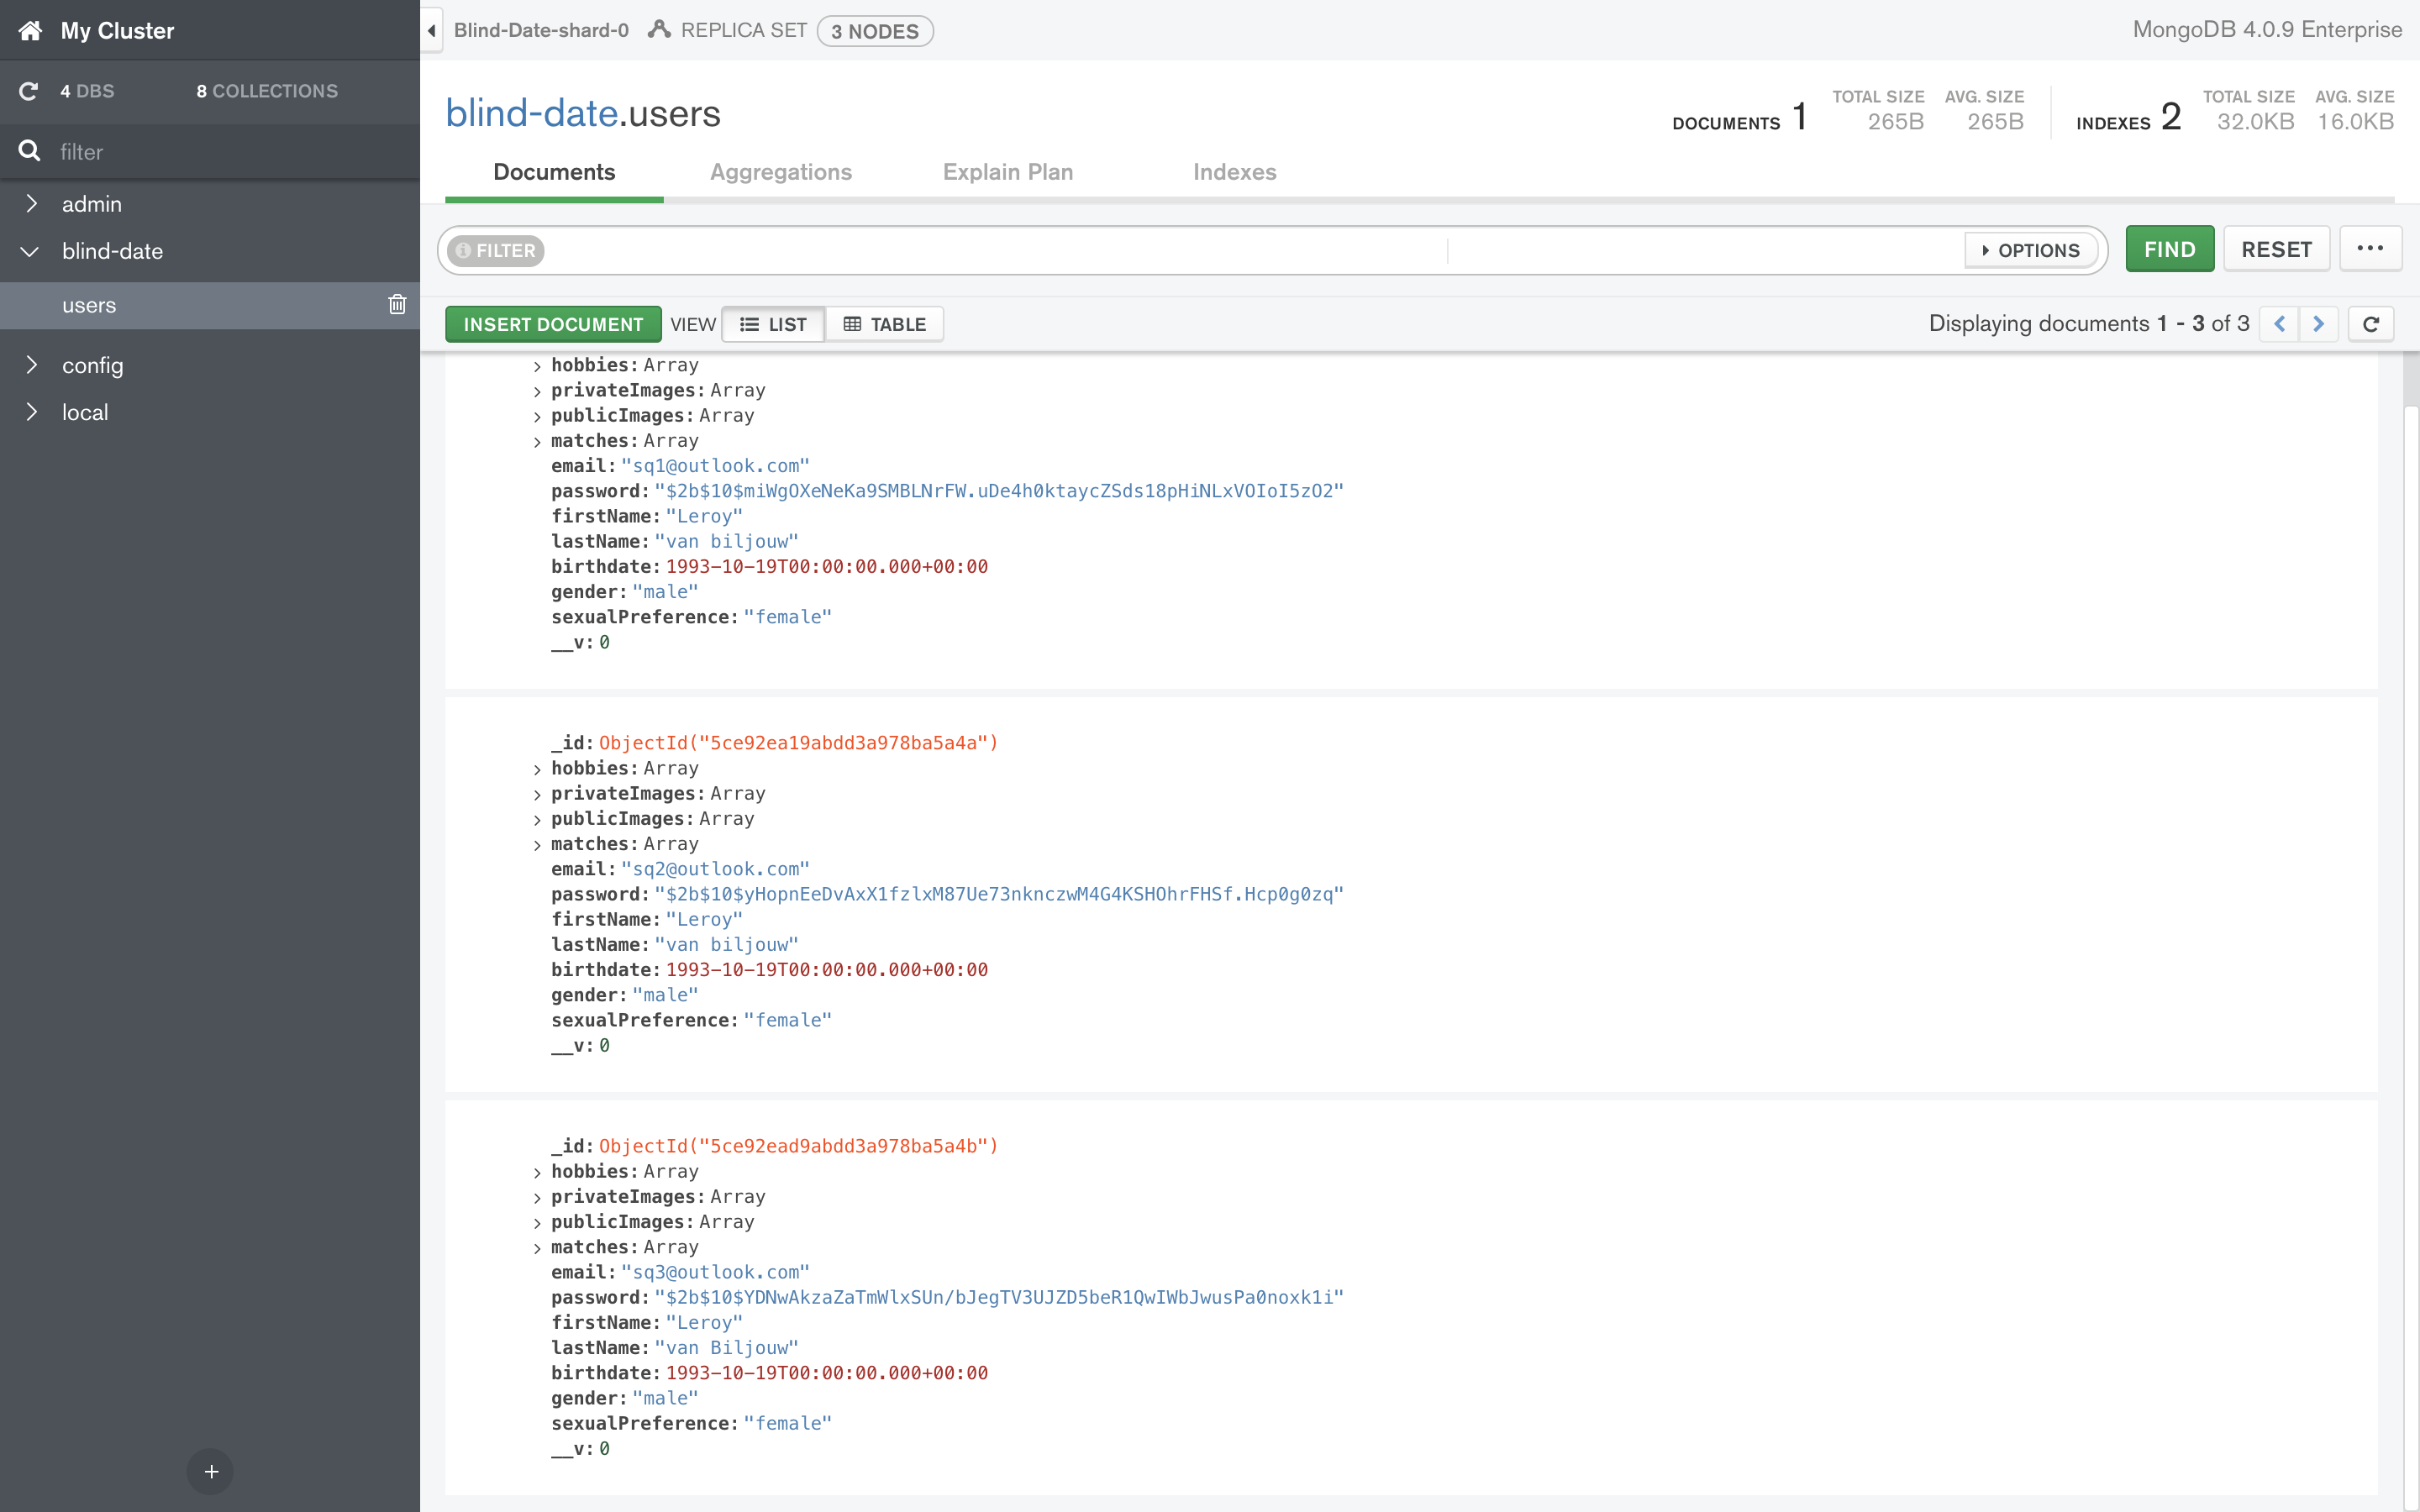 My Cluster
4 DBS 8 COLLECTIONS
filter
admin
blind-date
users
config
local
+
Blind-Date-shard-0 REPLICA SET 3 NODES MongoDB 4.0.9 Enterprise
blind-date.users
DOCUMENTS 1 TOTAL SIZE 265B AVG. SIZE 265B INDEXES 2 TOTAL SIZE 32.0KB AVG. SIZE 16.0KB
Documents Aggregations Explain Plan Indexes
FILTER OPTIONS FIND RESET ...
INSERT DOCUMENT VIEW LIST TABLE Displaying documents 1 - 3 of 3
hobbies: Array
privateImages: Array
publicImages: Array
matches: Array
email: "sq1@outlook.com"
password: "$2b$10$miWgOXeNeKa9SMBLNrFW.uDe4h0ktaycZSds18pHiNLxVOIoI5zO2"
firstName: "Leroy"
lastName: "van biljouw"
birthdate: 1993-10-19T00:00:00.000+00:00
gender: "male"
sexualPreference: "female"
__v: 0
_id: ObjectId("5ce92ea19abdd3a978ba5a4a")
hobbies: Array
privateImages: Array
publicImages: Array
matches: Array
email: "sq2@outlook.com"
password: "$2b$10$yHopnEeDvAxX1fzlxM87Ue73nknczwM4G4KSHOhrFHSf.Hcp0g0zq"
firstName: "Leroy"
lastName: "van biljouw"
birthdate: 1993-10-19T00:00:00.000+00:00
gender: "male"
sexualPreference: "female"
__v: 0
_id: ObjectId("5ce92ead9abdd3a978ba5a4b")
hobbies: Array
privateImages: Array
publicImages: Array
matches: Array
email: "sq3@outlook.com"
password: "$2b$10$YDNwAkzaZaTmWlxSUn/bJegTV3UJZD5beR1QwIWbJwusPa0noxk1i"
firstName: "Leroy"
lastName: "van Biljouw"
birthdate: 1993-10-19T00:00:00.000+00:00
gender: "male"
sexualPreference: "female"
__v: 0